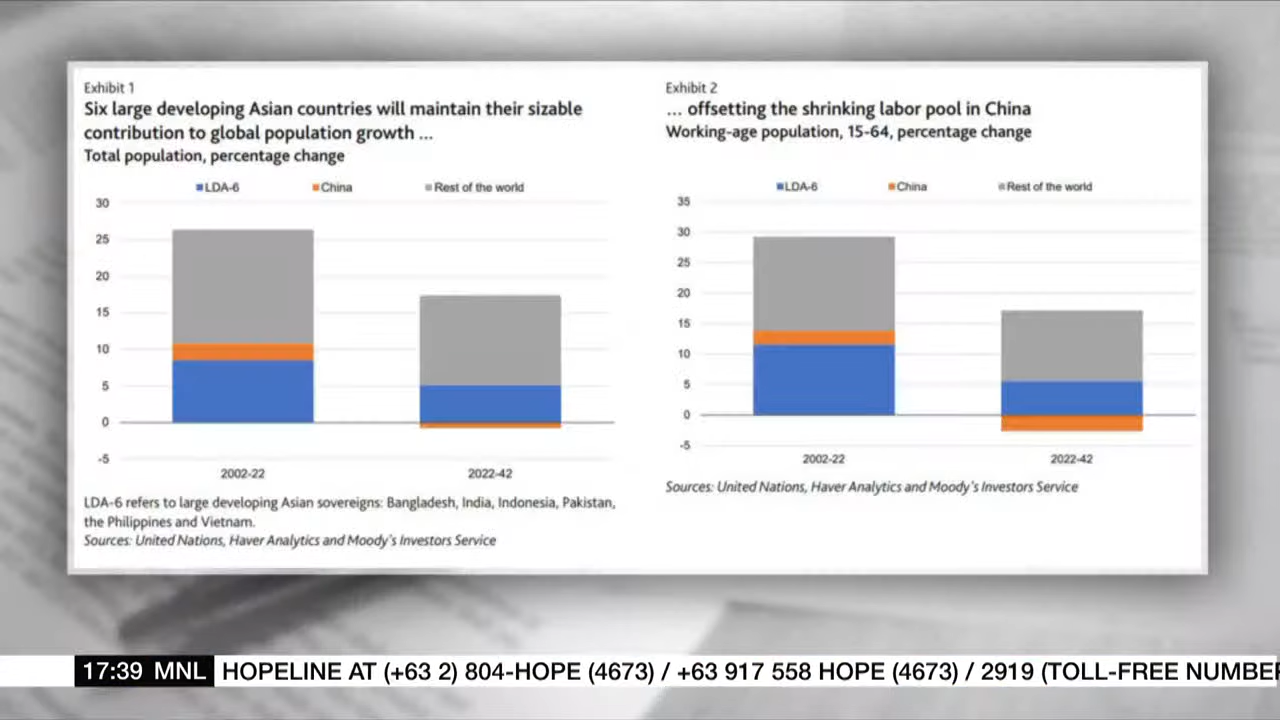 Exhibit 1
Six large developing Asian countries will maintain their sizable
contribution to global population growth ...
Total population, percentage change
LDA-6 China Rest of the world
30
25
20
15
10
5
0
-5
2002-22 2022-42
LDA-6 refers to large developing Asian sovereigns: Bangladesh, India, Indonesia, Pakistan,
the Philippines and Vietnam.
Sources: United Nations, Haver Analytics and Moody's Investors Service
Exhibit 2
... offsetting the shrinking labor pool in China
Working-age population, 15-64, percentage change
LDA-6 China Rest of the world
35
30
25
20
15
10
5
0
-5
2002-22 2022-42
Sources: United Nations, Haver Analytics and Moody's Investors Service
17:39 MNL HOPELINE AT (+63 2) 804-HOPE (4673) / +63 917 558 HOPE (4673) / 2919 (TOLL-FREE NUMBER